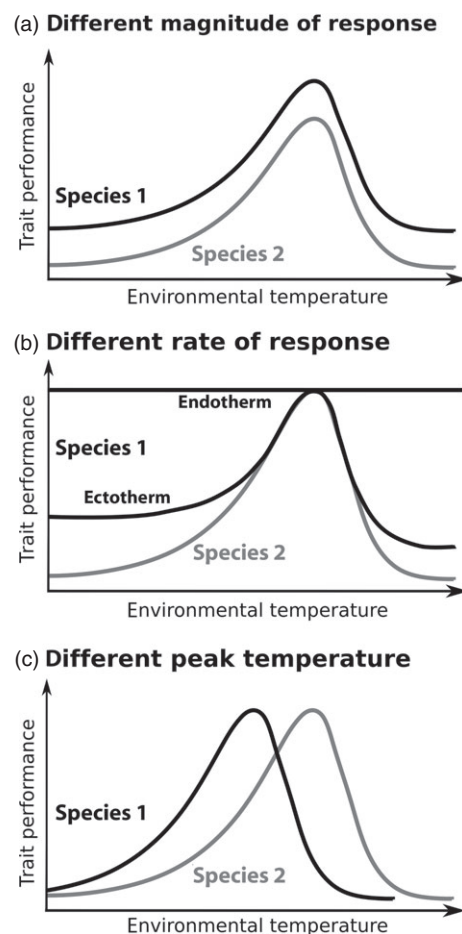 (a) Different magnitude of response
Trait performance
Species 1
Species 2
Environmental temperature
(b) Different rate of response
Trait performance
Endotherm
Species 1
Ectotherm
Species 2
Environmental temperature
(c) Different peak temperature
Trait performance
Species 1
Species 2
Environmental temperature